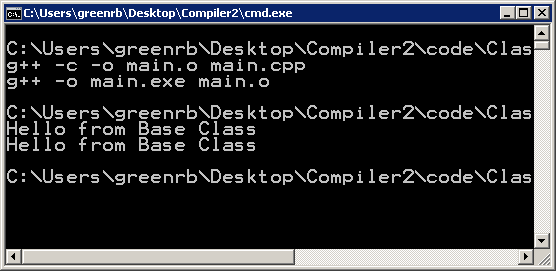 C:\Users\greenrb\Desktop\Compiler2\cmd.exe
C:\Users\greenrb\Desktop\Compiler2\code\Clas
g++ -c -o main.o main.cpp
g++ -o main.exe main.o
C:\Users\greenrb\Desktop\Compiler2\code\Clas
Hello from Base Class
Hello from Base Class
C:\Users\greenrb\Desktop\Compiler2\code\Clas